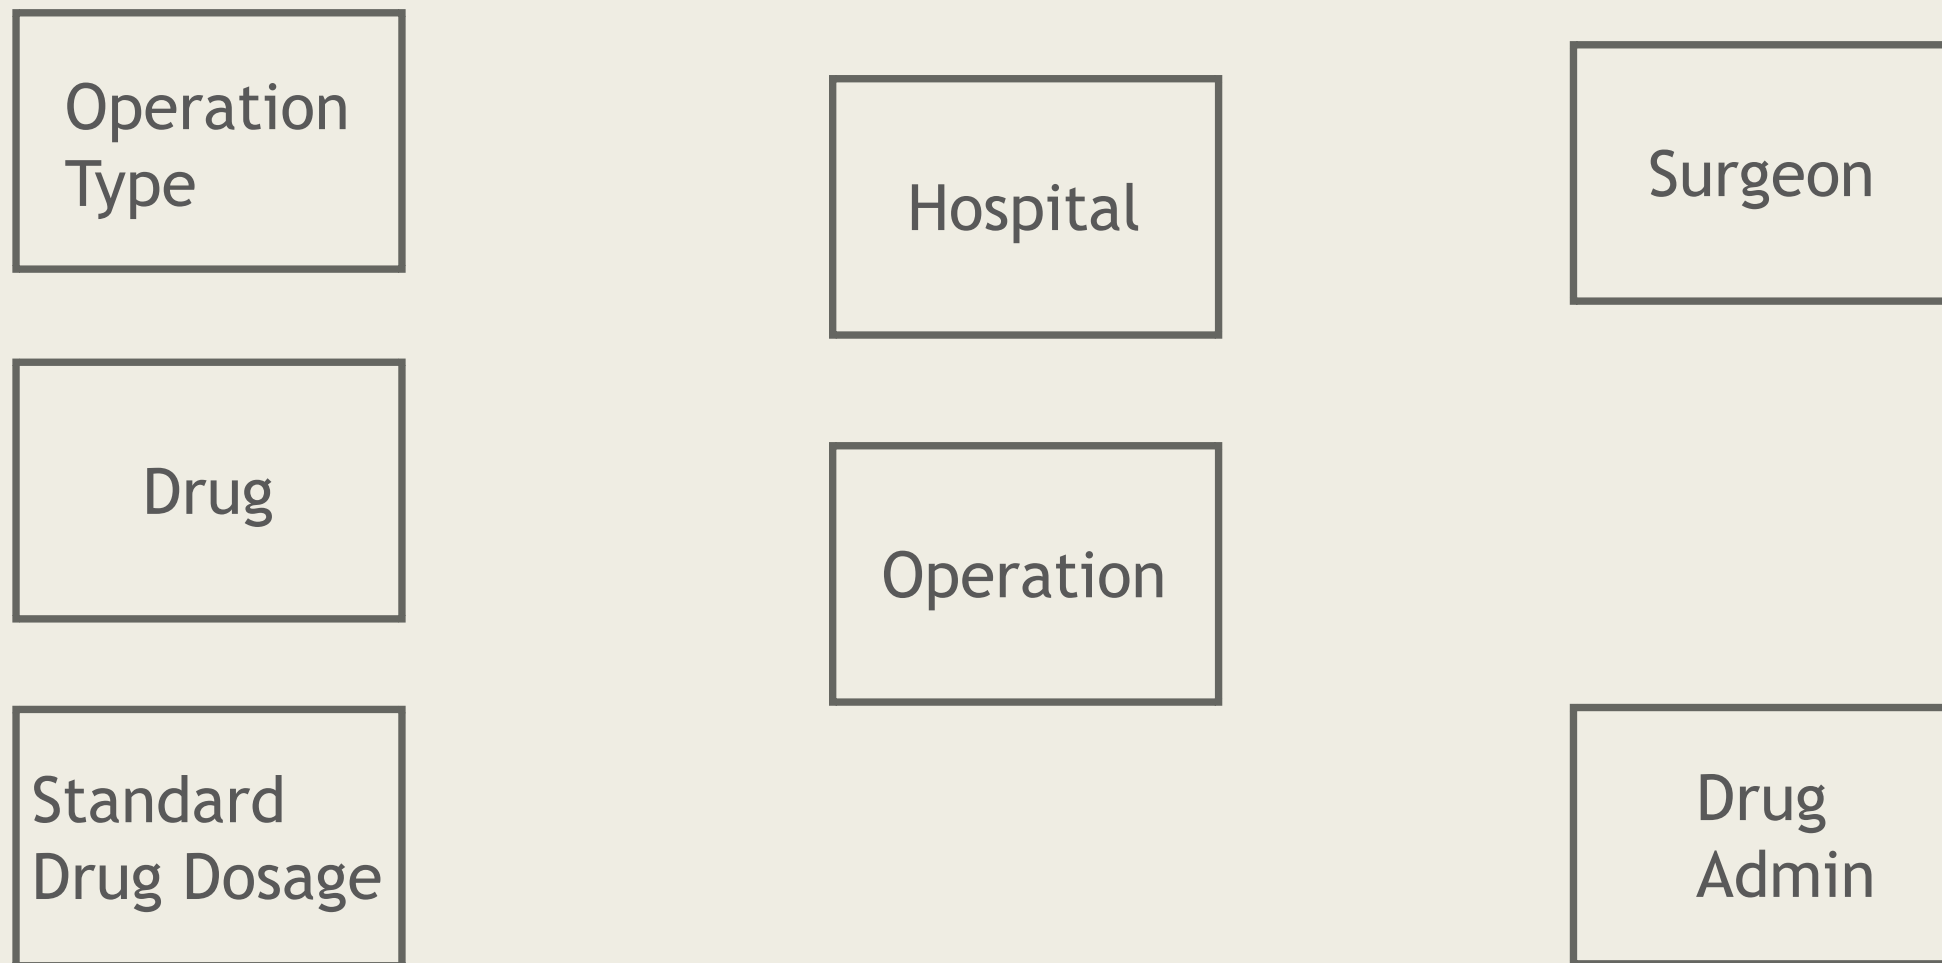 Operation
Type
Hospital
Surgeon
Drug
Operation
Standard
Drug Dosage
Drug
Admin